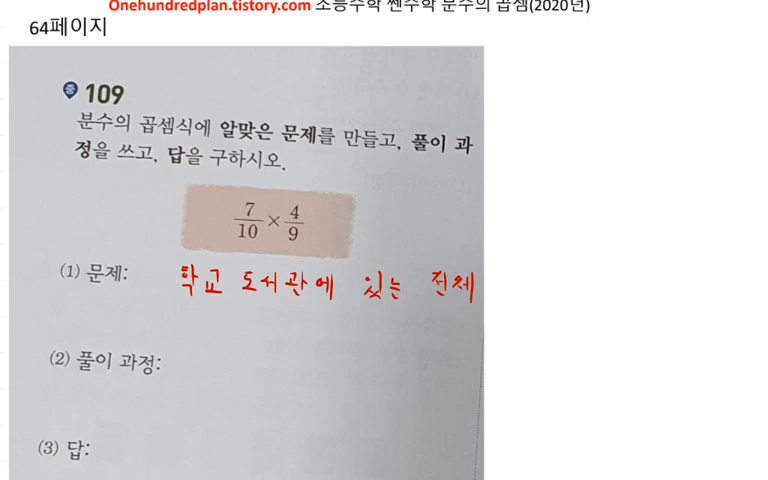 Onehundredplan.tistory.com 초등수학 쎈수학 분수의 곱셈(2020년)
64페이지
중 109
분수의 곱셈식에 알맞은 문제를 만들고, 풀이 과
정을 쓰고, 답을 구하시오.
7/10 × 4/9
(1) 문제: 학교 도서관에 있는 전체
(2) 풀이 과정:
(3) 답: